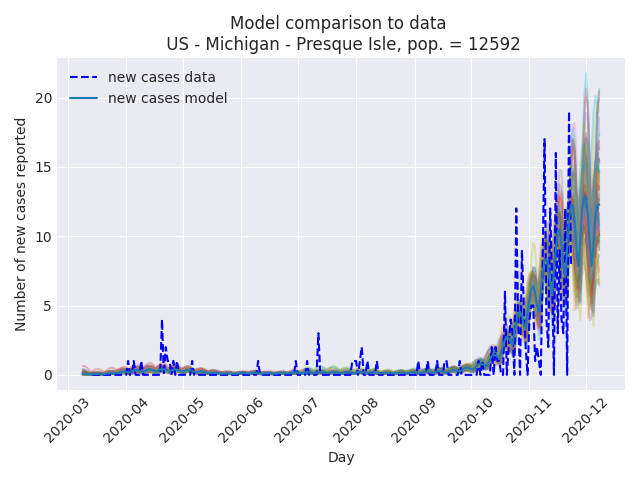 Model comparison to data
US - Michigan - Presque Isle, pop. = 12592
new cases data
new cases model
Number of new cases reported
20
15
10
5
0
2020-03
2020-04
2020-05
2020-06
2020-07
2020-08
2020-09
2020-10
2020-11
2020-12
Day